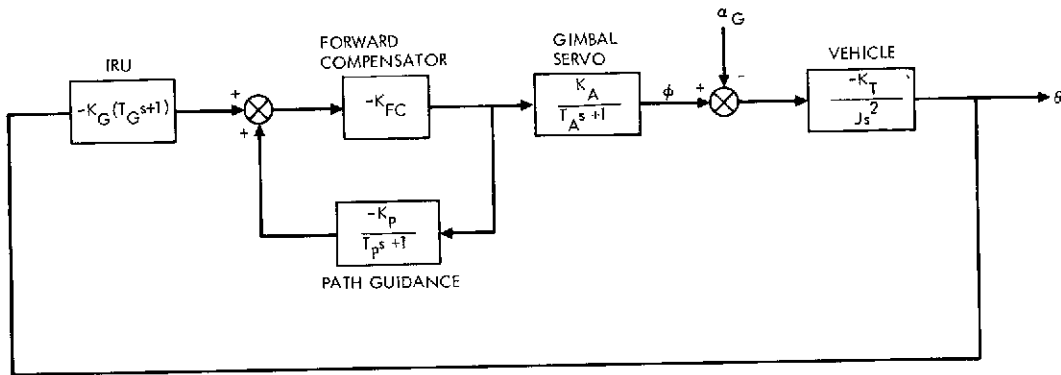 IRU
-K_G(T_G s+1)
+
+
FORWARD
COMPENSATOR
-K_FC
-K_p
T_p s +1
PATH GUIDANCE
GIMBAL
SERVO
K_A
T_A s +1
ϕ
+
-
α_G
VEHICLE
-K_T
Js^2